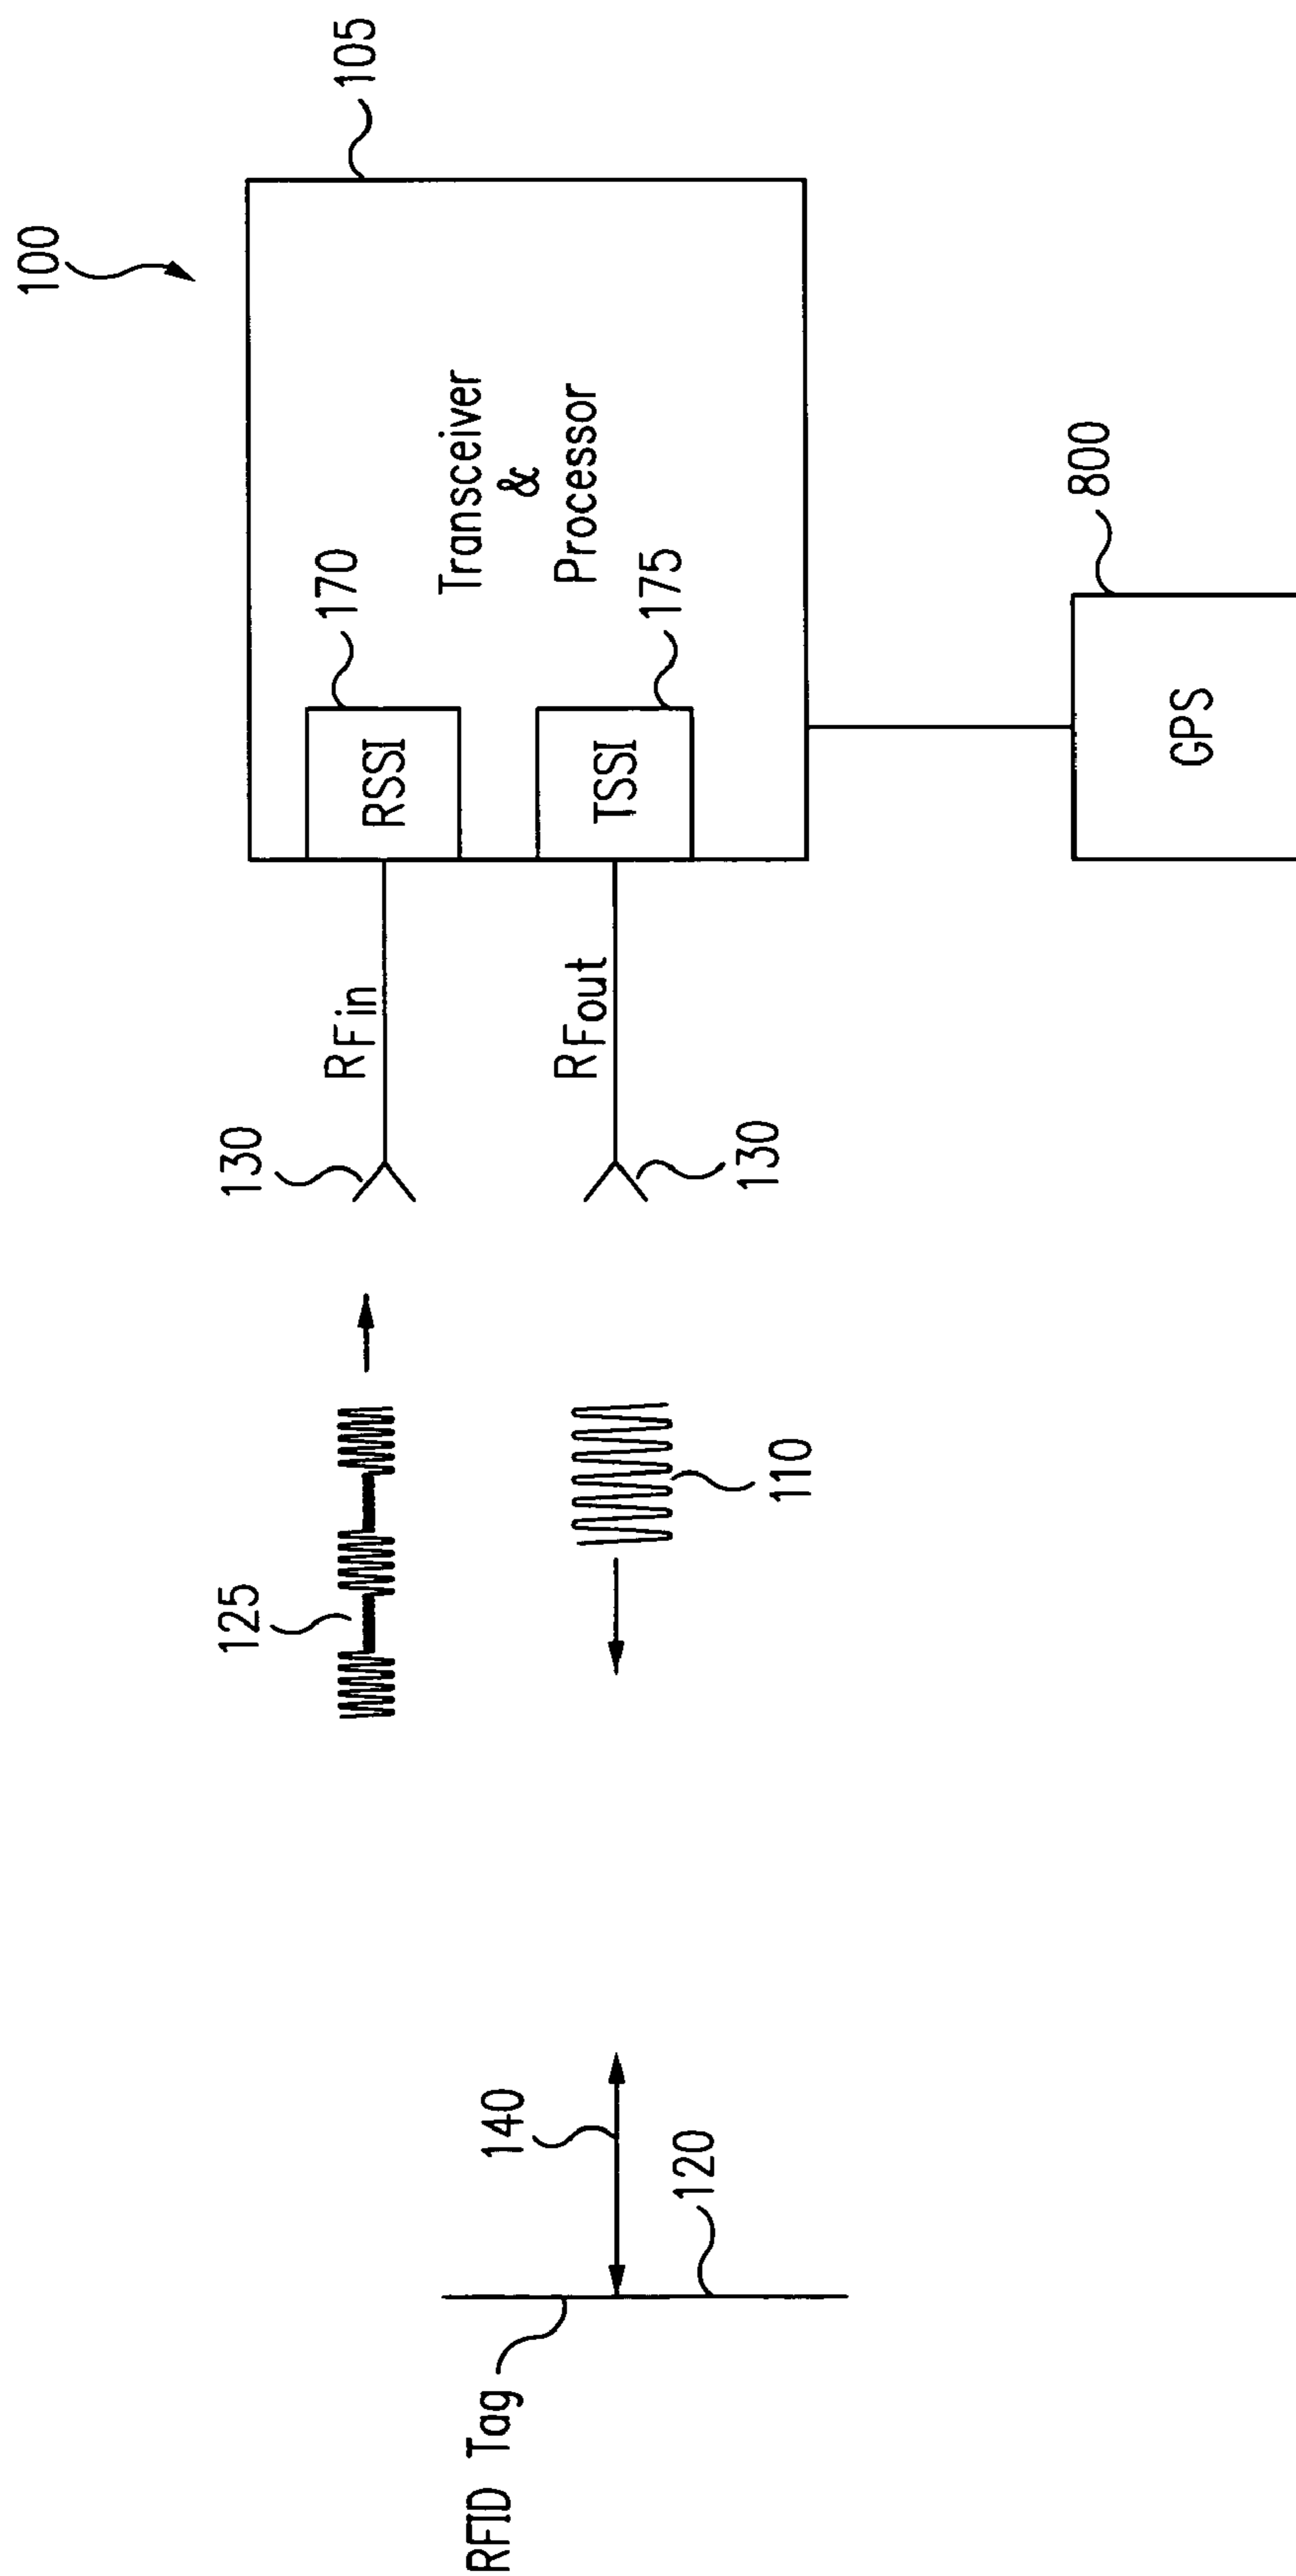 100
105
170
RSSI
Transceiver
&
Processor
175
TSSI
RFin
130
RFout
130
125
110
800
GPS
140
120
RFID Tag